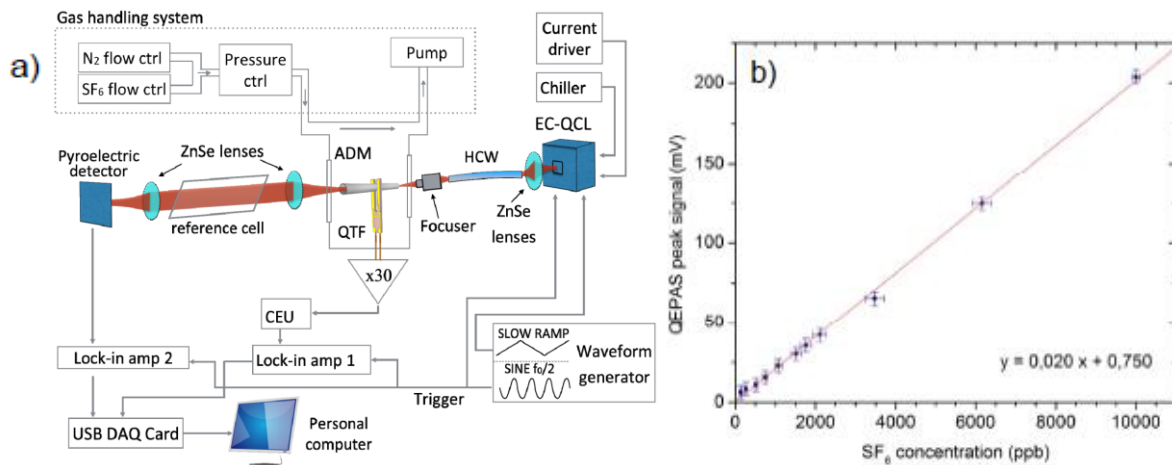 a)
Gas handling system
N₂ flow ctrl
SF₆ flow ctrl
Pressure
ctrl
Pump
Current
driver
Chiller
EC-QCL
Pyroelectric
detector
ZnSe lenses
reference cell
ADM
QTF
HCW
Focuser
ZnSe
lenses
x30
CEU
Lock-in amp 2
Lock-in amp 1
SLOW RAMP
SINE f₀/2
Waveform
generator
Trigger
USB DAQ Card
Personal
computer
b)
QEPAS peak signal (mV)
200
150
100
50
0
y = 0,020 x + 0,750
0
2000
4000
6000
8000
10000
SF₆ concentration (ppb)